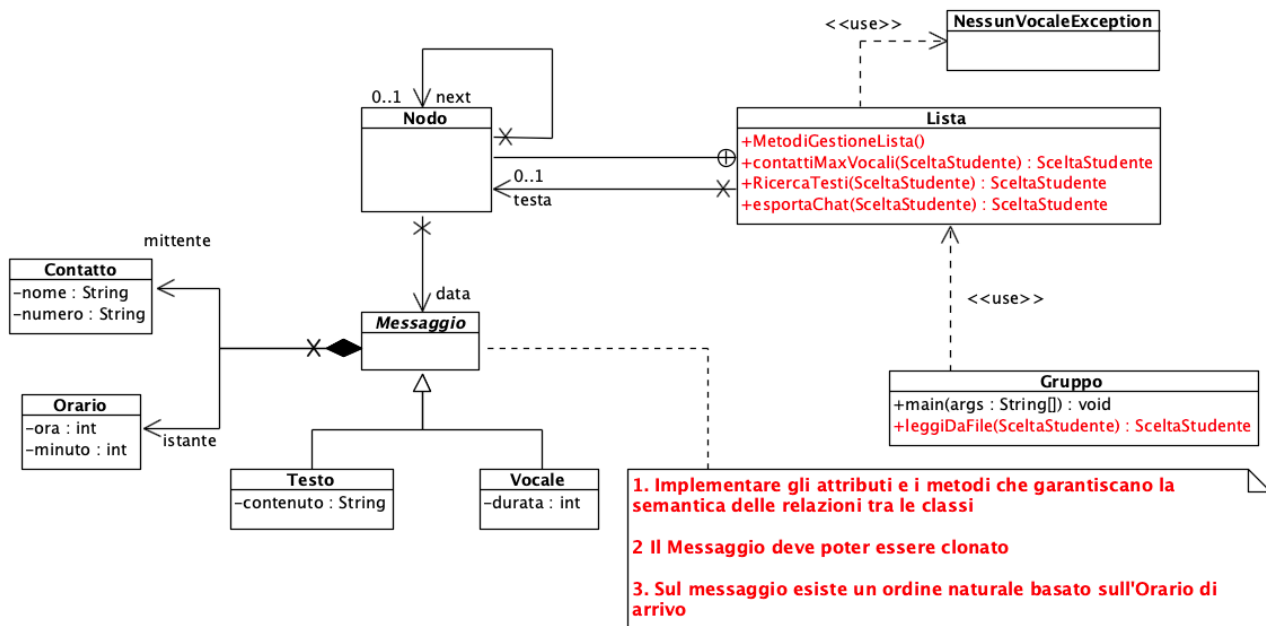 <<use>>
NessunVocaleException
0..1
next
Nodo
Lista
+MetodiGestioneLista()
+contattiMaxVocali(SceltaStudente) : SceltaStudente
+RicercaTesti(SceltaStudente) : SceltaStudente
+esportaChat(SceltaStudente) : SceltaStudente
0..1
testa
mittente
Contatto
-nome : String
-numero : String
data
Messaggio
<<use>>
Orario
-ora : int
-minuto : int
istante
Gruppo
+main(args : String[]) : void
+leggiDaFile(SceltaStudente) : SceltaStudente
Testo
-contenuto : String
Vocale
-durata : int
1. Implementare gli attributi e i metodi che garantiscano la
semantica delle relazioni tra le classi
2 Il Messaggio deve poter essere clonato
3. Sul messaggio esiste un ordine naturale basato sull'Orario di
arrivo